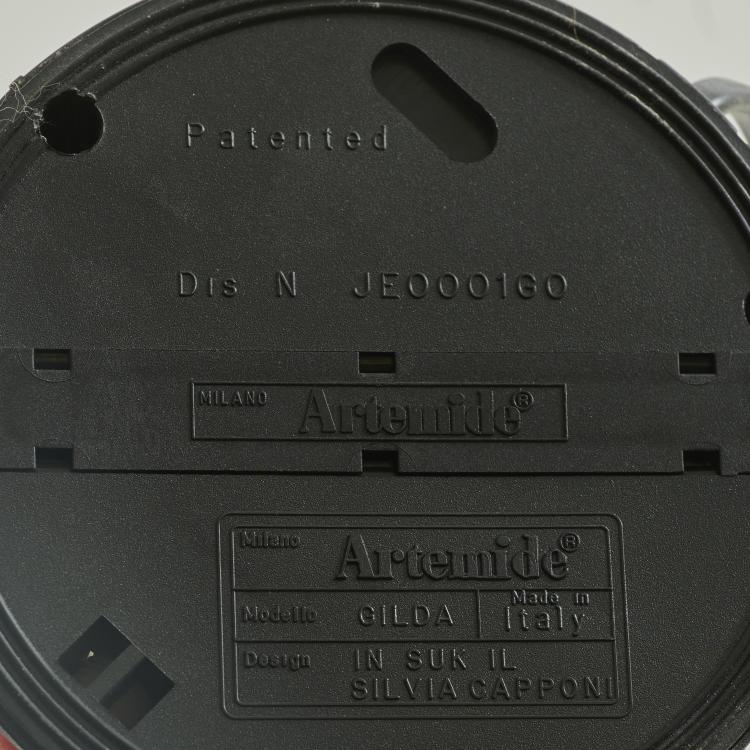 Patented
Dis N JE0001G0
MILANO Artemide®
Milano Artemide®
Modello GILDA Made in Italy
Design IN SUK IL
SILVIA CAPPONI